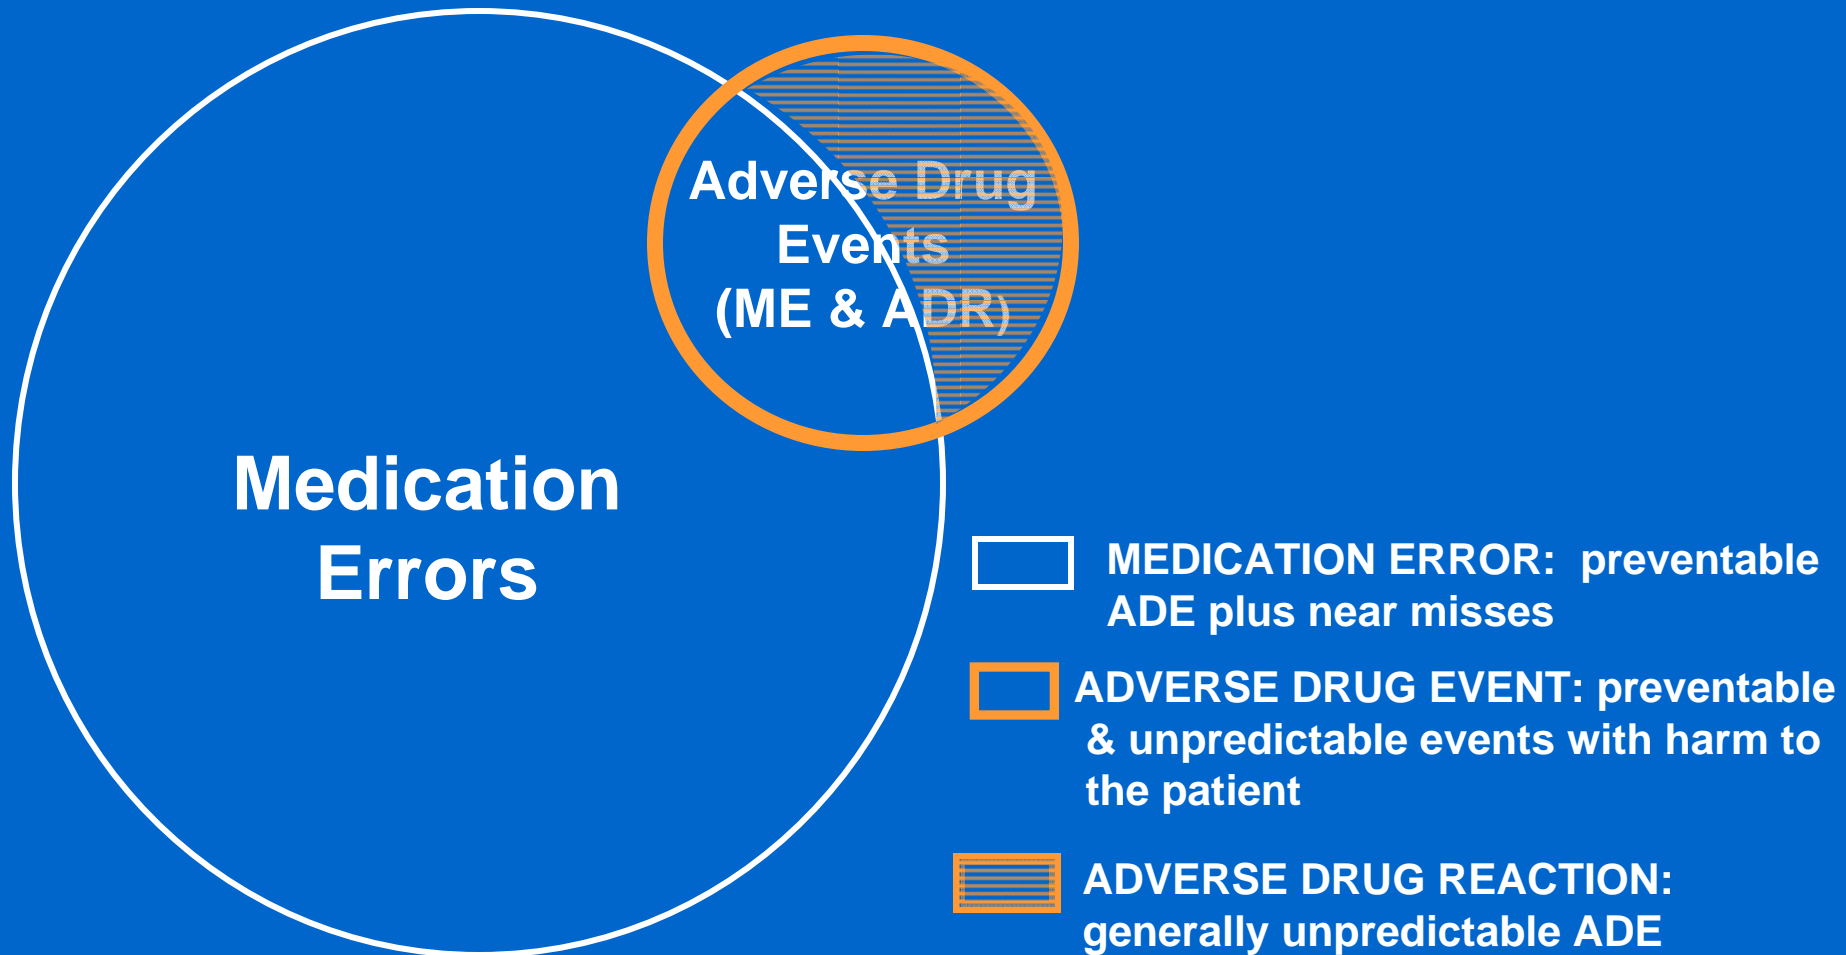 Adverse Drug
Events
(ME & ADR)
Medication
Errors
MEDICATION ERROR: preventable
ADE plus near misses
ADVERSE DRUG EVENT: preventable
& unpredictable events with harm to
the patient
ADVERSE DRUG REACTION:
generally unpredictable ADE